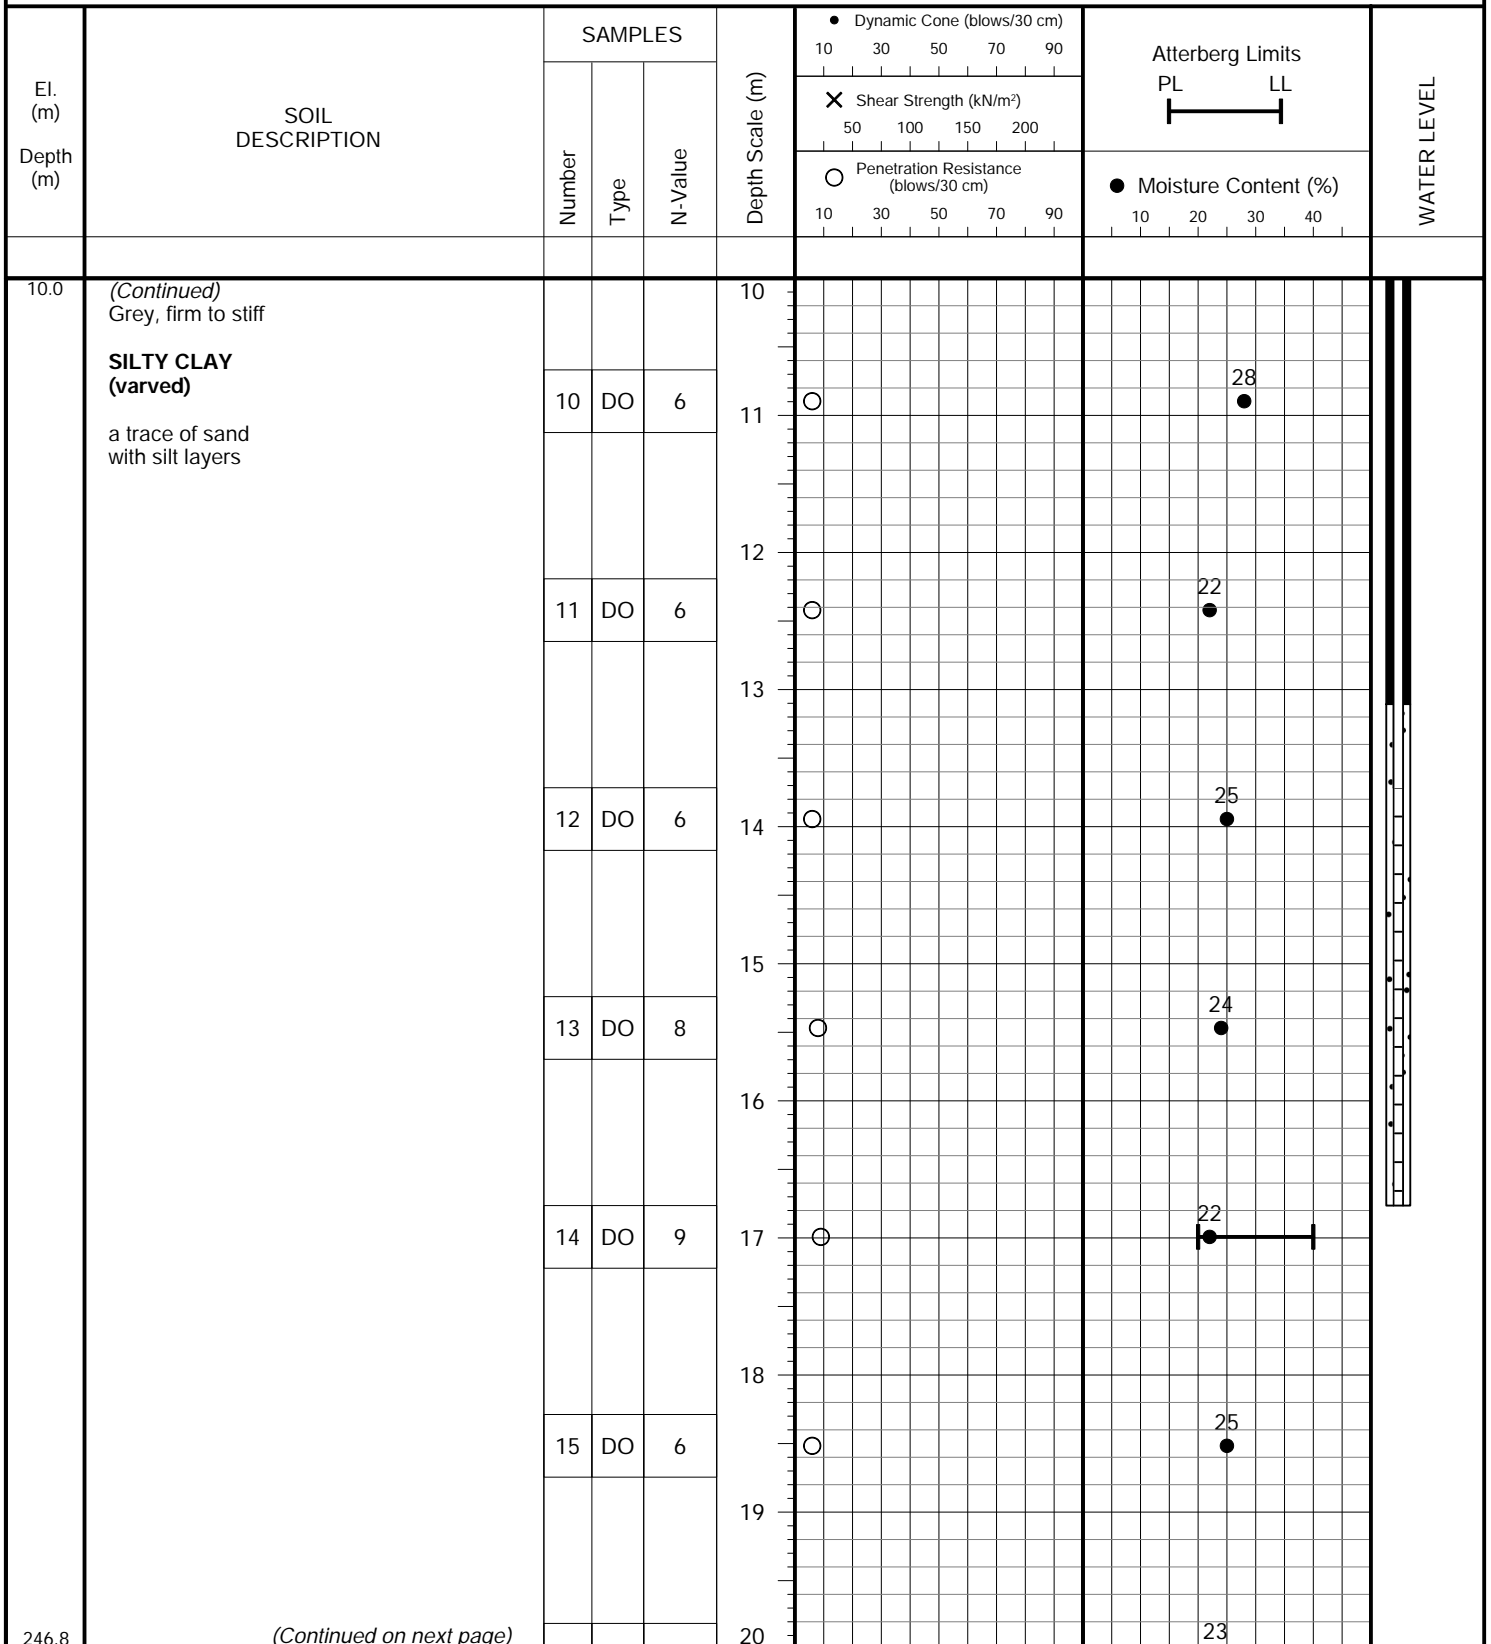 El.
(m)
Depth
(m)
SOIL
DESCRIPTION
SAMPLES
Number
Type
N-Value
Depth Scale (m)
Dynamic Cone (blows/30 cm)
10 30 50 70 90
Shear Strength (kN/m²)
50 100 150 200
Penetration Resistance
(blows/30 cm)
10 30 50 70 90
Atterberg Limits
PL LL
Moisture Content (%)
10 20 30 40
WATER LEVEL
10.0
(Continued)
Grey, firm to stiff
SILTY CLAY
(varved)
a trace of sand
with silt layers
10
28
10 DO 6
11
12
22
11 DO 6
13
25
12 DO 6
14
15
24
13 DO 8
16
22
14 DO 9
17
18
25
15 DO 6
19
23
246.8 (Continued on next page) 20